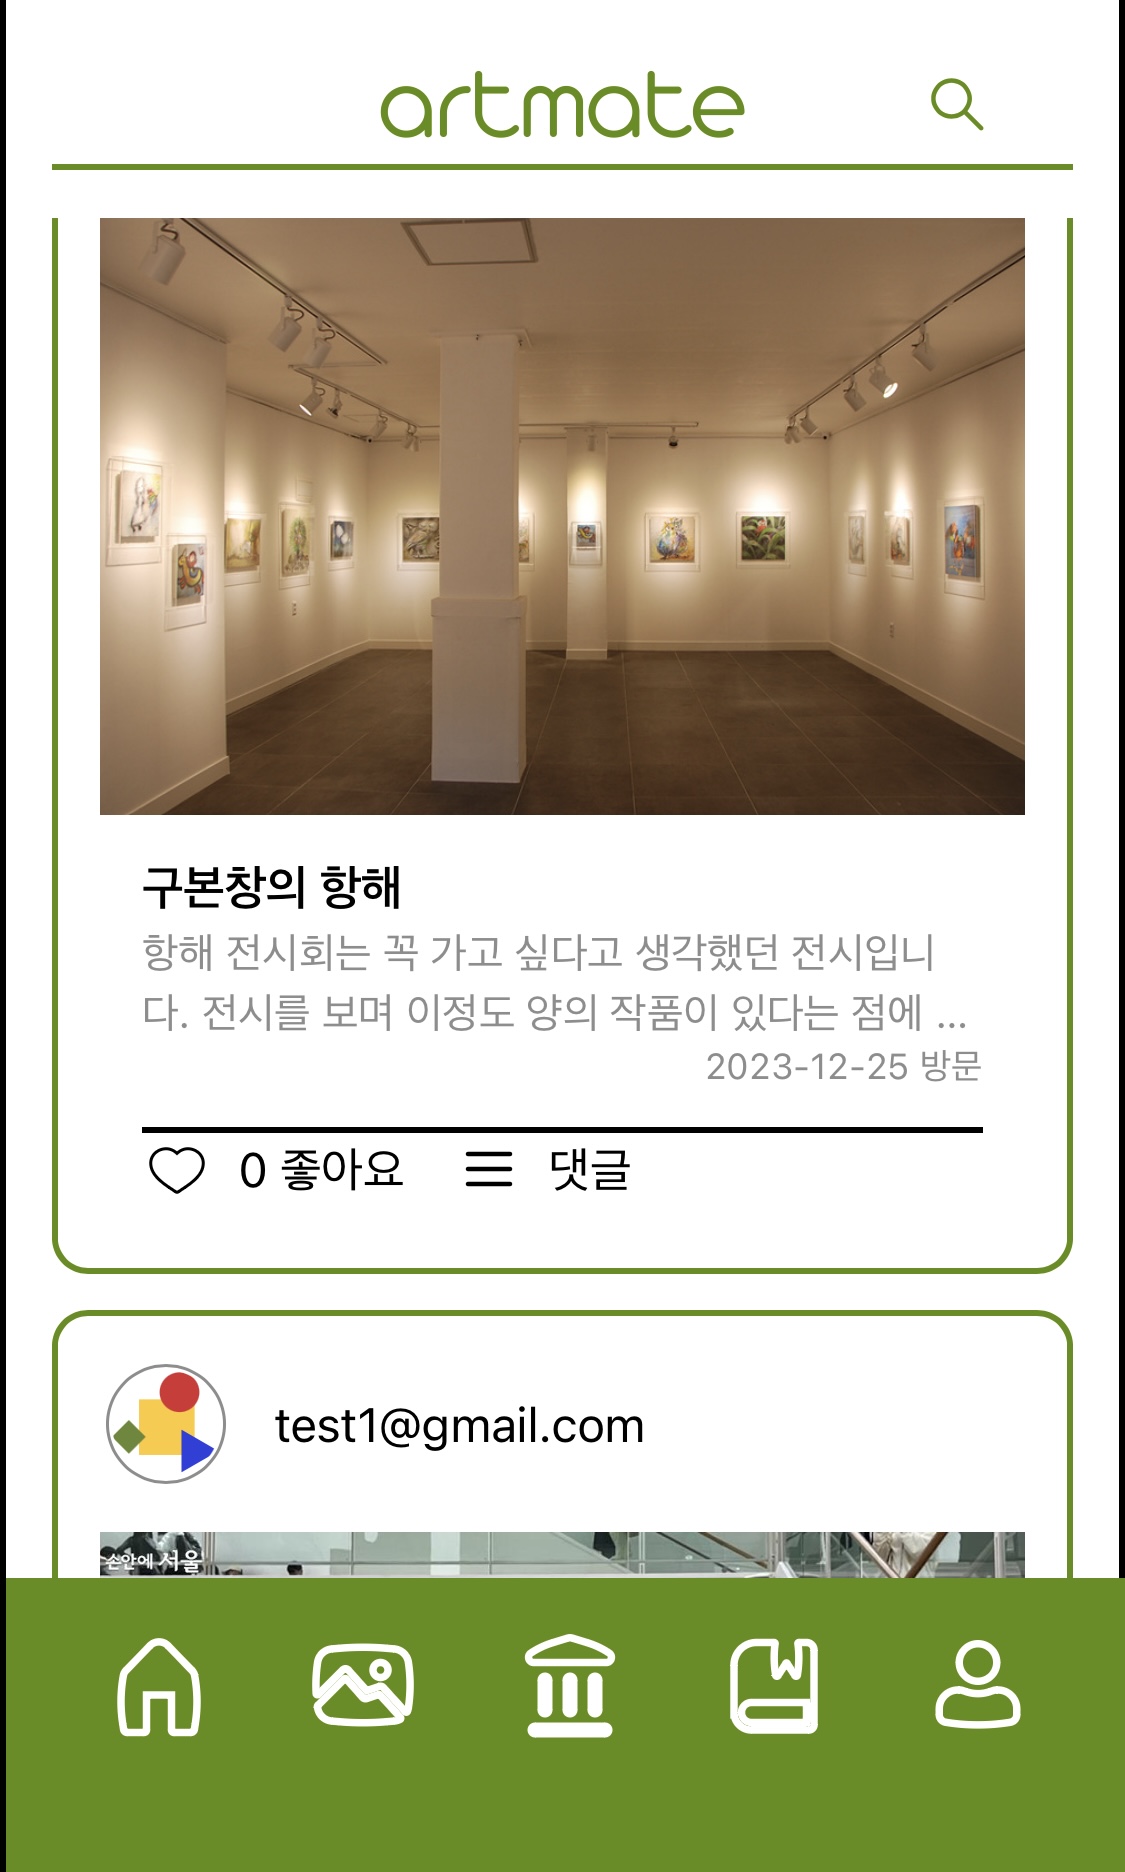 artmate
구본창의 항해
항해 전시회는 꼭 가고 싶다고 생각했던 전시입니
다. 전시를 보며 이정도 양의 작품이 있다는 점에 ...
2023-12-25 방문
0 좋아요 댓글
test1@gmail.com
손안에 서울